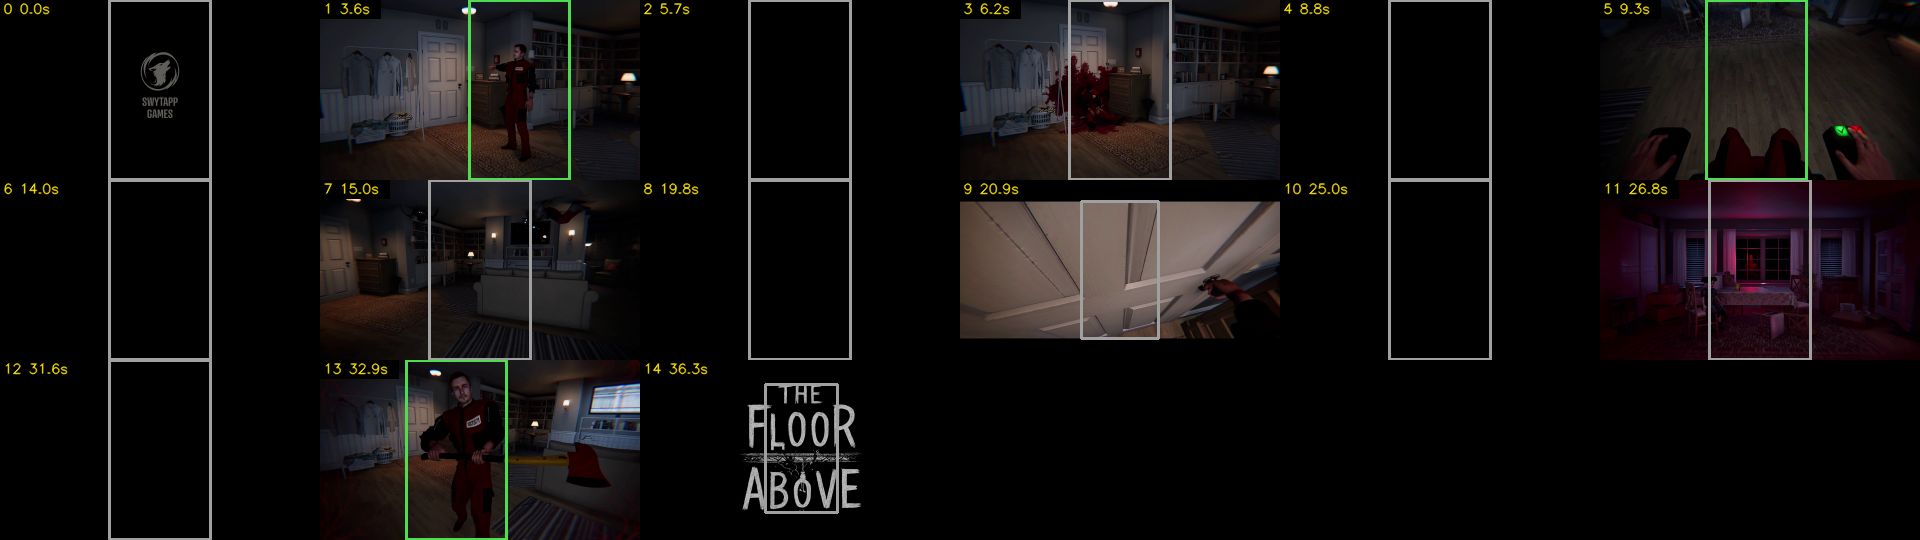 0 0.0s
1 3.6s
2 5.7s
3 6.2s
4 8.8s
5 9.3s
SWYTAPP
GAMES
6 14.0s
7 15.0s
8 19.8s
9 20.9s
10 25.0s
11 26.8s
12 31.6s
13 32.9s
14 36.3s
THE
FLOOR
ABOVE